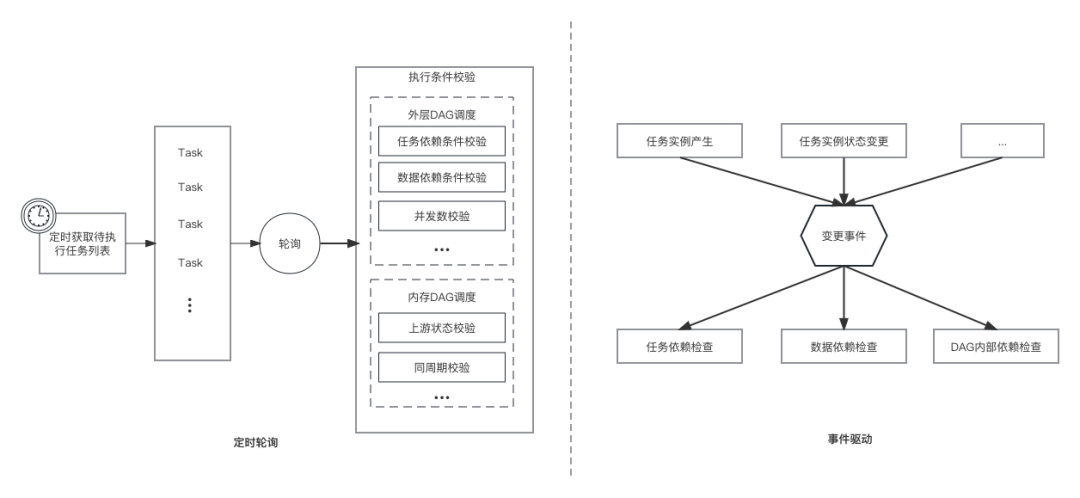 定时获取待执
行任务列表
Task
Task
Task
Task
轮询
执行条件校验
外层DAG调度
任务依赖条件校验
数据依赖条件校验
并发数校验
...
内存DAG调度
上游状态校验
同周期校验
...
定时轮询
任务实例产生
任务实例状态变更
...
变更事件
任务依赖检查
数据依赖检查
DAG内部依赖检查
事件驱动